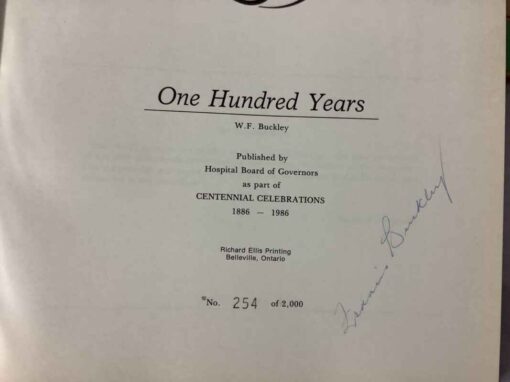 One Hundred Years
W.F. Buckley
Published by
Hospital Board of Governors
as part of
CENTENNIAL CELEBRATIONS
1886 — 1986
Richard Ellis Printing
Belleville, Ontario
*No. 254 of 2,000
Francis Buckley